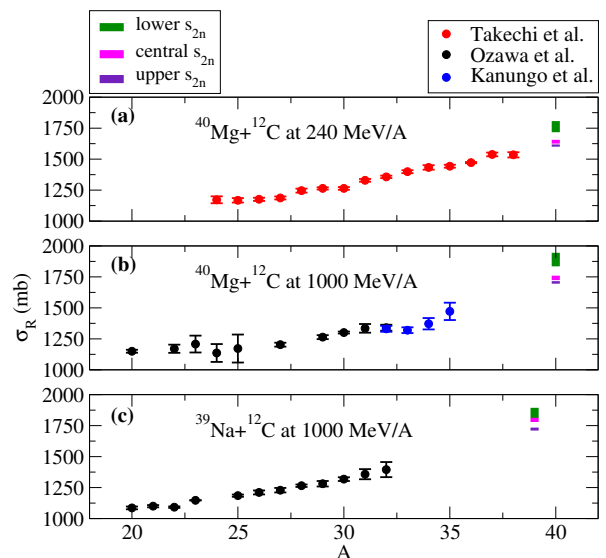 lower s2n
central s2n
upper s2n
Takechi et al.
Ozawa et al.
Kanungo et al.
2000
1750
1500
1250
1000
(a)
40Mg+12C at 240 MeV/A
2000
1750
1500
1250
1000
(b)
40Mg+12C at 1000 MeV/A
σR (mb)
2000
1750
1500
1250
1000
(c)
39Na+12C at 1000 MeV/A
20 25 30 35 40
A